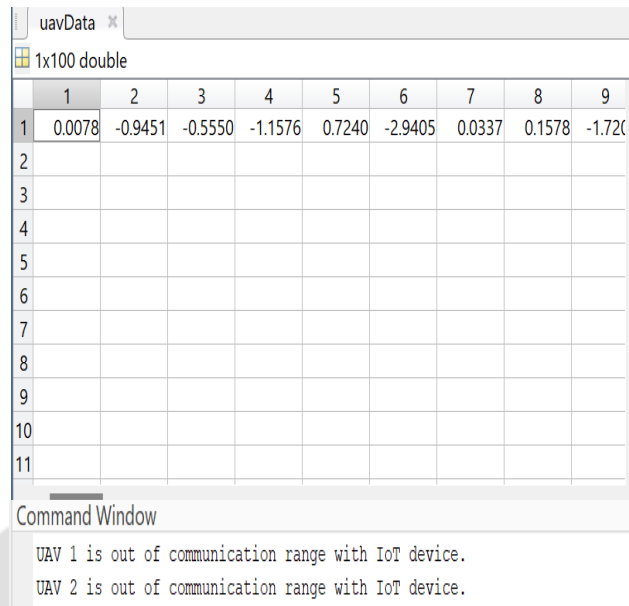 uavData ×
1x100 double
1 2 3 4 5 6 7 8 9
1 0.0078 -0.9451 -0.5550 -1.1576 0.7240 -2.9405 0.0337 0.1578
2
3
4
5
6
7
8
9
10
11
Command Window
UAV 1 is out of communication range with IoT device.
UAV 2 is out of communication range with IoT device.